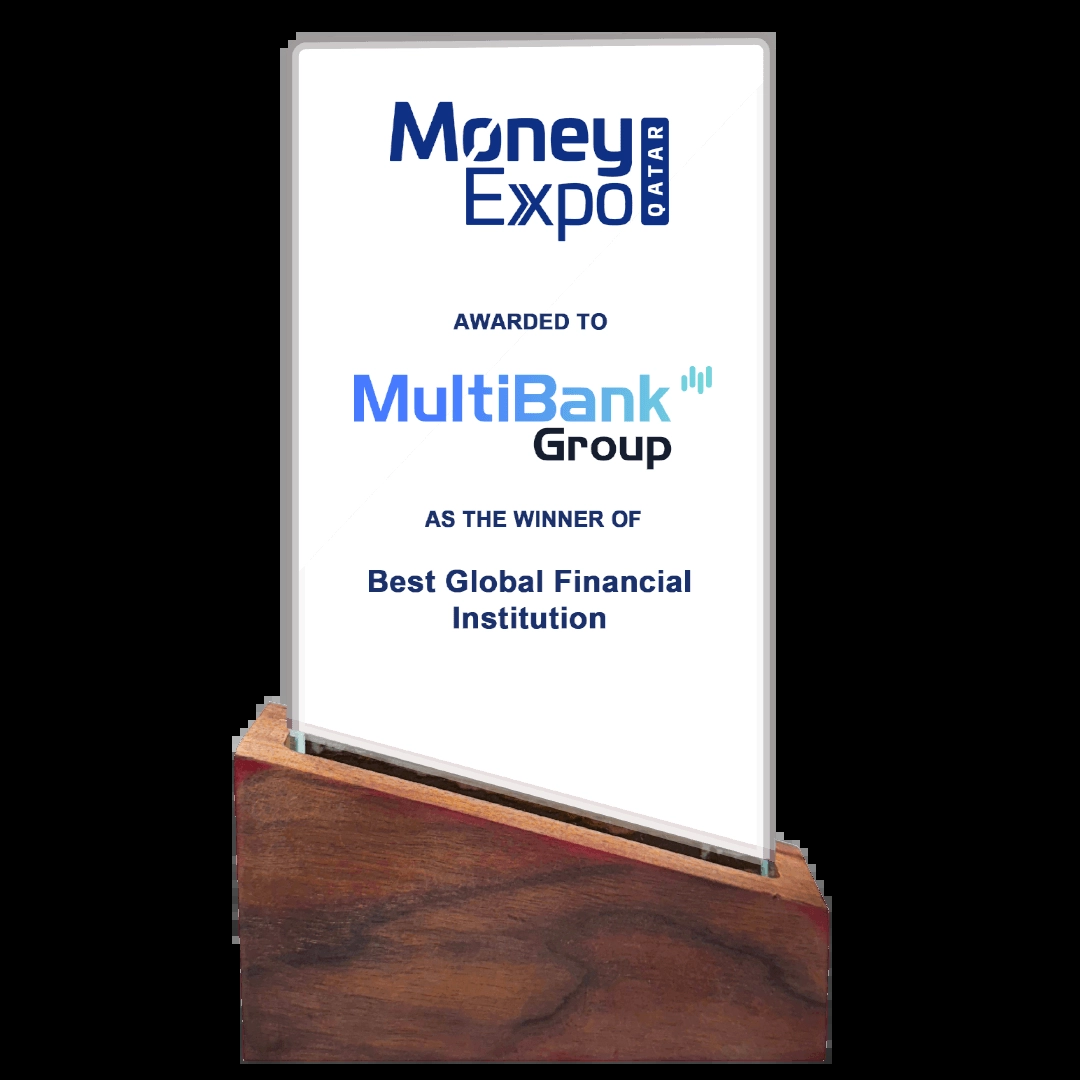 Money
Expo
QATAR
AWARDED TO
MultiBank
Group
AS THE WINNER OF
Best Global Financial
Institution